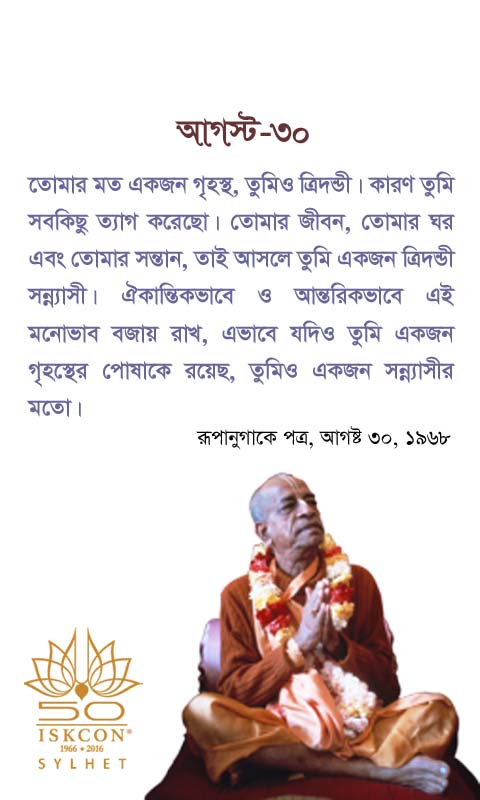 আগস্ট-৩০
তোমার মত একজন গৃহস্থ, তুমিও ত্রিদন্ডী। কারণ তুমি
সবকিছু ত্যাগ করেছো। তোমার জীবন, তোমার ঘর
এবং তোমার সন্তান, তাই আসলে তুমি একজন ত্রিদন্ডী
সন্ন্যাসী। ঐকান্তিকভাবে ও আন্তরিকভাবে এই
মনোভাব বজায় রাখ, এভাবে যদিও তুমি একজন
গৃহস্থের পোষাকে রয়েছ, তুমিও একজন সন্ন্যাসীর
মতো।
রূপানুগাকে পত্র, আগষ্ট ৩০, ১৯৬৮
50
ISKCON®
1966 • 2016
SYLHET